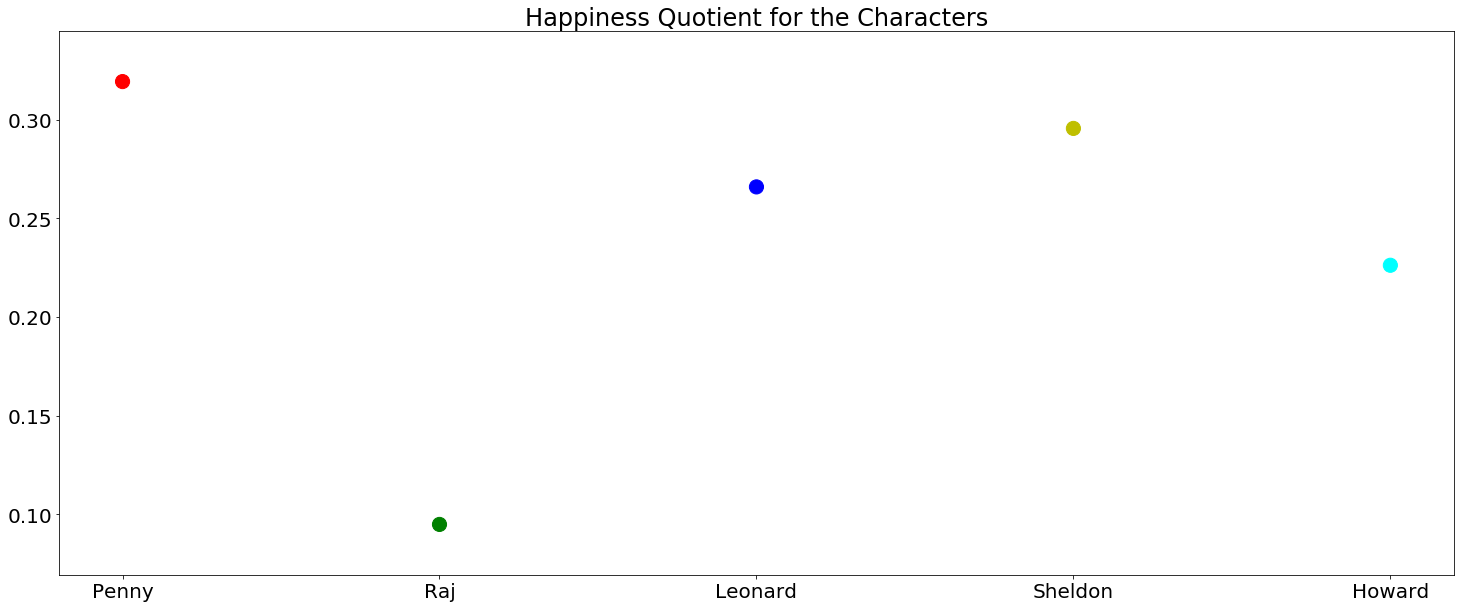 Happiness Quotient for the Characters
0.30
0.25
0.20
0.15
0.10
Penny Raj Leonard Sheldon Howard